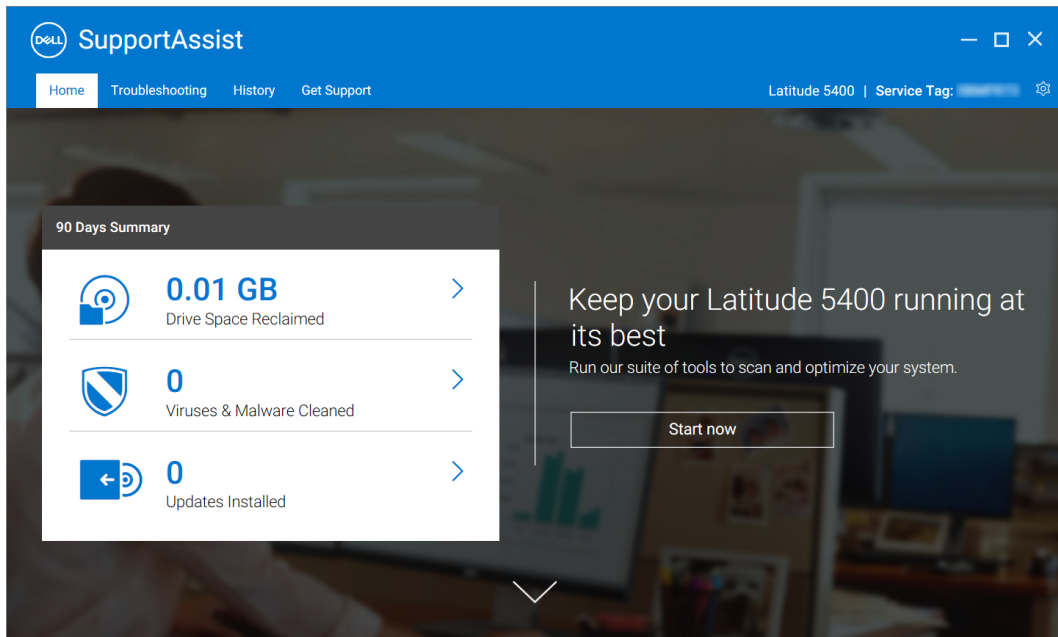 DELL SupportAssist
Home Troubleshooting History Get Support Latitude 5400 | Service Tag:
90 Days Summary
0.01 GB
Drive Space Reclaimed
0
Viruses & Malware Cleaned
0
Updates Installed
Keep your Latitude 5400 running at
its best
Run our suite of tools to scan and optimize your system.
Start now